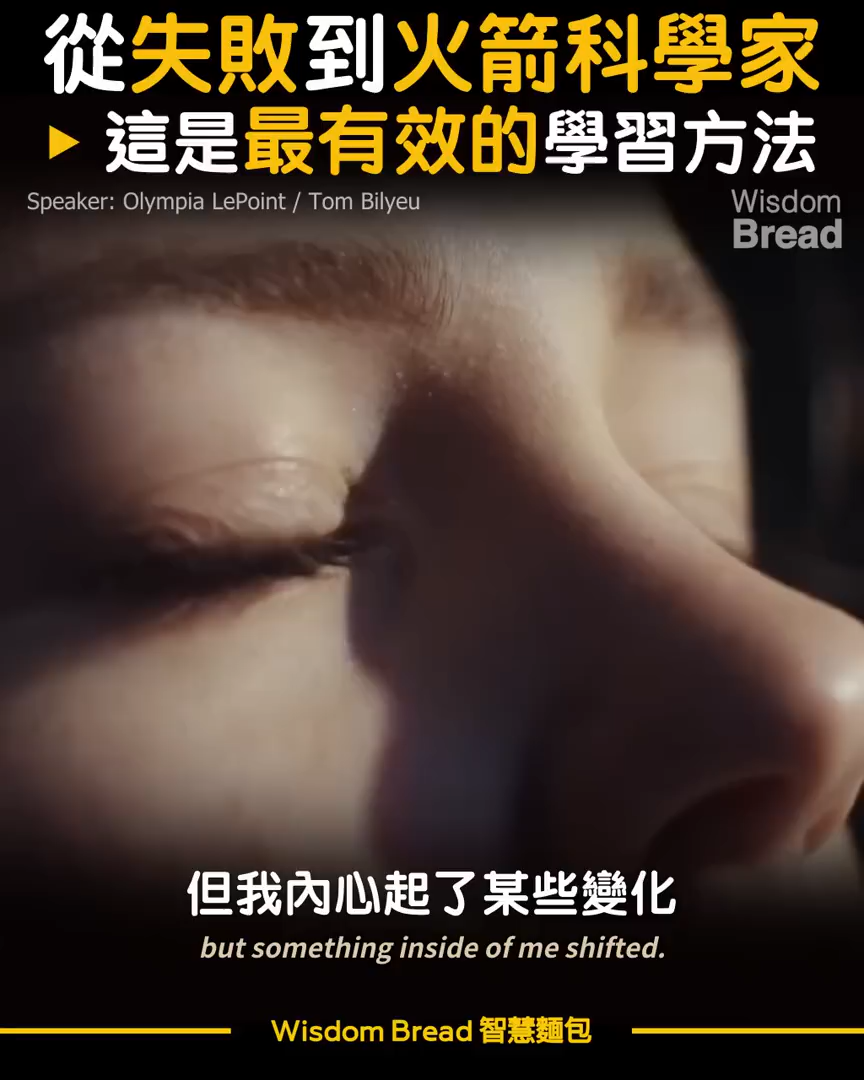 從失敗到火箭科學家
▶ 這是最有效的學習方法
Speaker: Olympia LePoint / Tom Bilyeu
Wisdom
Bread
但我內心起了某些變化
but something inside of me shifted.
Wisdom Bread 智慧麵包